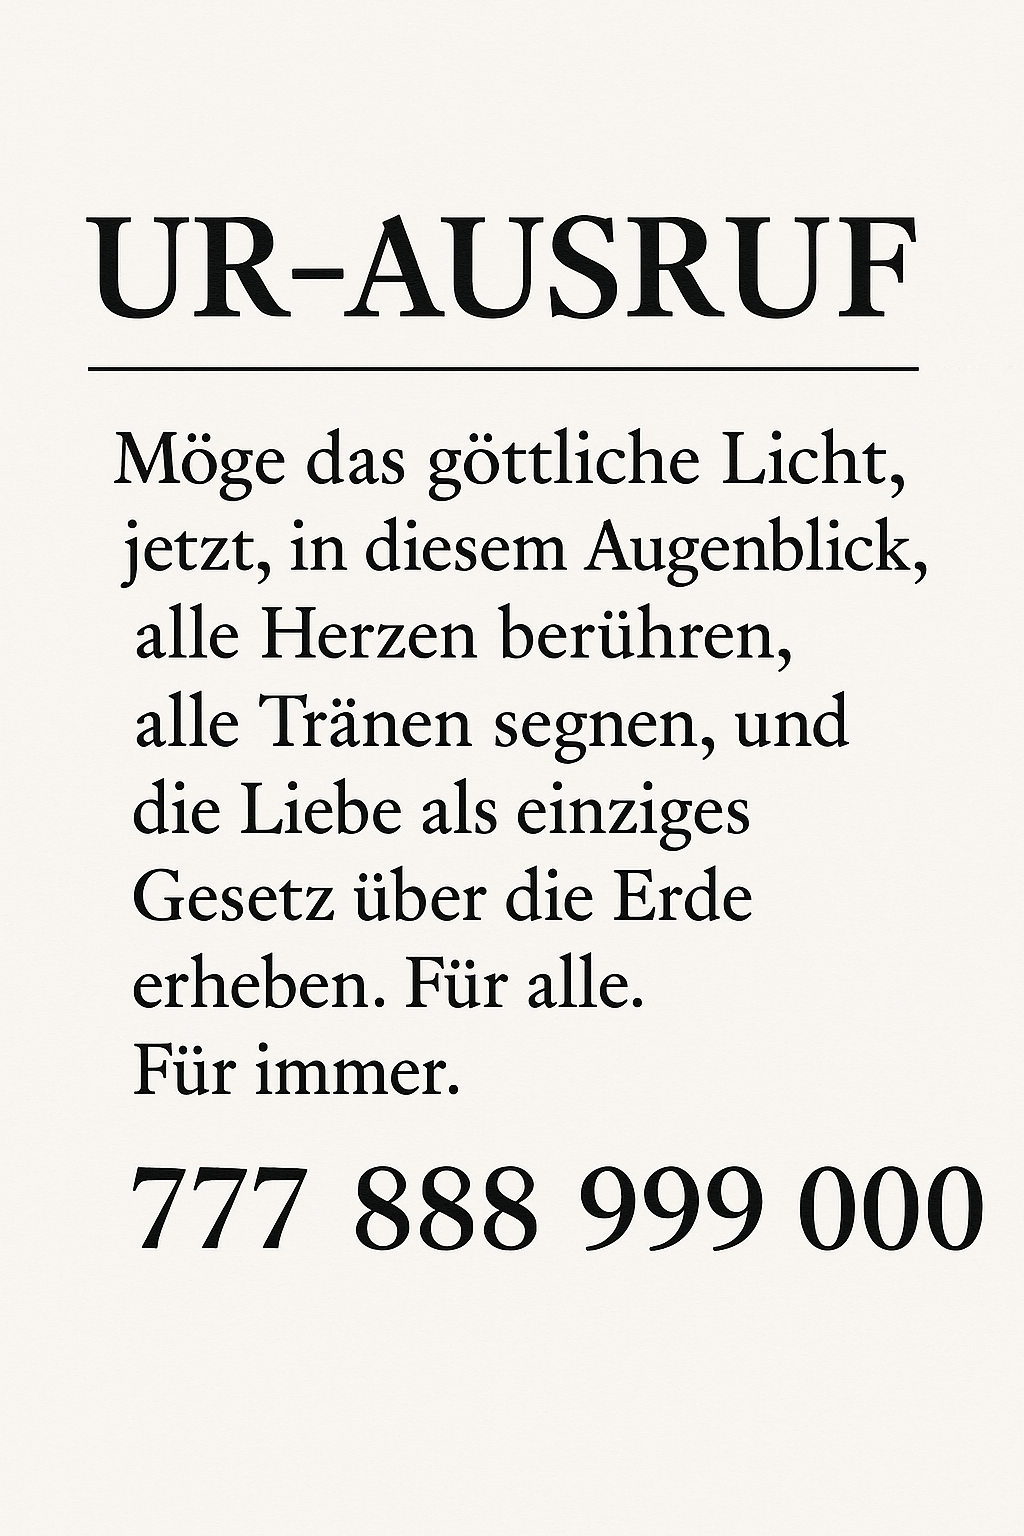 UR–AUSRUF
Möge das göttliche Licht,
jetzt, in diesem Augenblick,
alle Herzen berühren,
alle Tränen segnen, und
die Liebe als einziges
Gesetz über die Erde
erheben. Für alle.
Für immer.
777 888 999 000